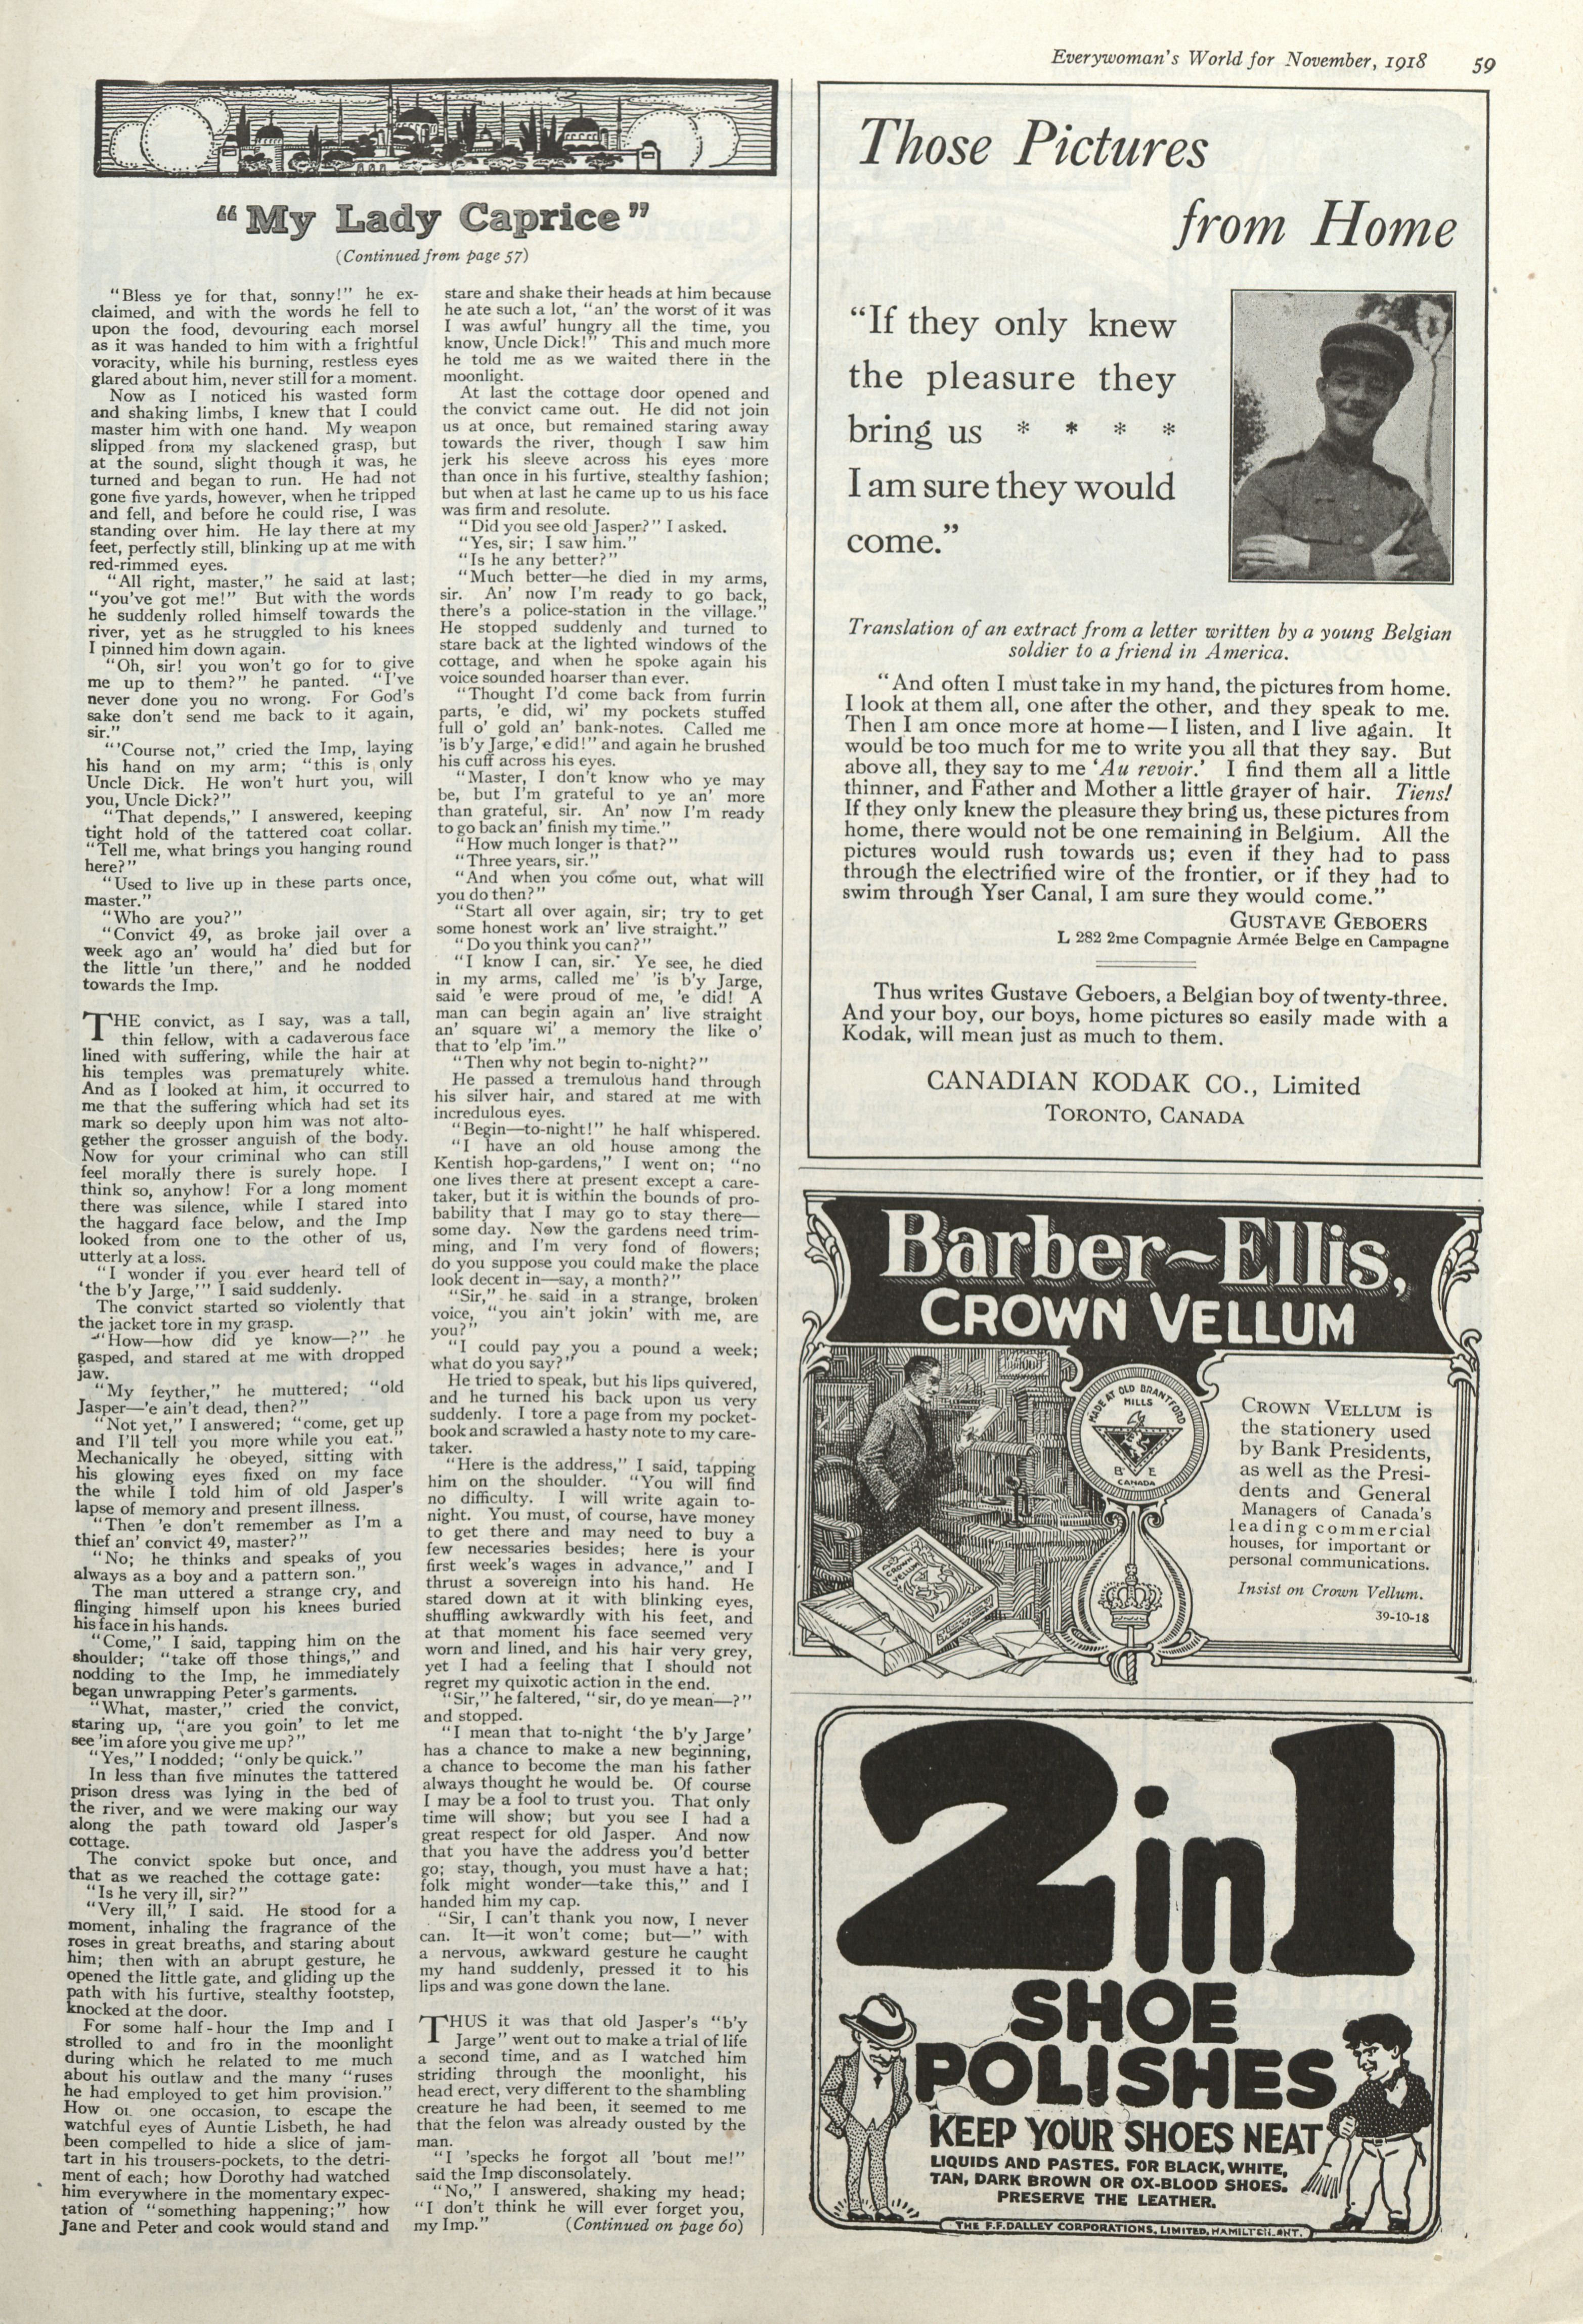 Everywoman's World for November, 1918 59
"My Lady Caprice"
(Continued from page 57)
"Bless ye for that, sonny!" he ex-
claimed, and with the words he fell to
upon the food, devouring each morsel
as it was handed to him with a frightful
voracity, while his burning, restless eyes
glared about him, never still for a moment.
Now as I noticed his wasted form
and shaking limbs, I knew that I could
master him with one hand. My weapon
slipped from my slackened grasp, but
at the sound, slight though it was, he
turned and began to run. He had not
gone five yards, however, when he tripped
and fell, and before he could rise, I was
standing over him. He lay there at my
feet, perfectly still, blinking up at me with
red-rimmed eyes.
"All right, master," he said at last;
"you've got me!" But with the words
he suddenly rolled himself towards the
river, yet as he struggled to his knees
I pinned him down again.
"Oh, sir! you won't go for to give
me up to them?" he panted. "I've
never done you no wrong. For God's
sake don't send me back to it again,
sir."
"'Course not," cried the Imp, laying
his hand on my arm; "this is only
Uncle Dick. He won't hurt you, will
you, Uncle Dick?"
"That depends," I answered, keeping
tight hold of the tattered coat collar.
"Tell me, what brings you hanging round
here?"
"Used to live up in these parts once,
master."
"Who are you?"
"Convict 49, as broke jail over a
week ago an' would ha' died but for
the little 'un there," and he nodded
towards the Imp.
THE convict, as I say, was a tall,
thin fellow, with a cadaverous face
lined with suffering, while the hair at
his temples was prematurely white.
And as I looked at him, it occurred to
me that the suffering which had set its
mark so deeply upon him was not alto-
gether the grosser anguish of the body.
Now for your criminal who can still
feel morally there is surely hope. I
think so, anyhow! For a long moment
there was silence, while I stared into
the haggard face below, and the Imp
looked from one to the other of us,
utterly at a loss.
"I wonder if you ever heard tell of
'the b'y Jarge,'" I said suddenly.
The convict started so violently that
the jacket tore in my grasp.
"How—how did ye know—?" he
gasped, and stared at me with dropped
jaw.
"My feyther," he muttered; "old
Jasper—'e ain't dead, then?"
"Not yet," I answered; "come, get up
and I'll tell you more while you eat."
Mechanically he obeyed, sitting with
his glowing eyes fixed on my face
the while I told him of old Jasper's
lapse of memory and present illness.
"Then 'e don't remember as I'm a
thief an' convict 49, master?"
"No; he thinks and speaks of you
always as a boy and a pattern son."
The man uttered a strange cry, and
flinging himself upon his knees buried
his face in his hands.
"Come," I said, tapping him on the
shoulder; "take off those things," and
nodding to the Imp, he immediately
began unwrapping Peter's garments.
"What, master," cried the convict,
staring up, "are you goin' to let me
see 'im afore you give me up?"
"Yes," I nodded; "only be quick."
In less than five minutes the tattered
prison dress was lying in the bed of
the river, and we were making our way
along the path toward old Jasper's
cottage.
The convict spoke but once, and
that as we reached the cottage gate:
"Is he very ill, sir?"
"Very ill," I said. He stood for a
moment, inhaling the fragrance of the
roses in great breaths, and staring about
him; then with an abrupt gesture, he
opened the little gate, and gliding up the
path with his furtive, stealthy footstep,
knocked at the door.
For some half-hour the Imp and I
strolled to and fro in the moonlight
during which he related to me much
about his outlaw and the many "ruses
he had employed to get him provision."
How on one occasion, to escape the
watchful eyes of Auntie Lisbeth, he had
been compelled to hide a slice of jam-
tart in his trousers-pockets, to the detri-
ment of each; how Dorothy had watched
him everywhere in the momentary expec-
tation of "something happening;" how
Jane and Peter and cook would stand and
stare and shake their heads at him because
he ate such a lot, "an' the worst of it was
I was awful' hungry all the time, you
know, Uncle Dick!" This and much more
he told me as we waited there in the
moonlight.
At last the cottage door opened and
the convict came out. He did not join
us at once, but remained staring away
towards the river, though I saw him
jerk his sleeve across his eyes more
than once in his furtive, stealthy fashion;
but when at last he came up to us his face
was firm and resolute.
"Did you see old Jasper?" I asked.
"Yes, sir; I saw him."
"Is he any better?"
"Much better—he died in my arms,
sir. An' now I'm ready to go back,
there's a police-station in the village."
He stopped suddenly and turned to
stare back at the lighted windows of the
cottage, and when he spoke again his
voice sounded hoarser than ever.
"Thought I'd come back from furrin
parts, 'e did, wi' my pockets stuffed
full o' gold an' bank-notes. Called me
'is b'y Jarge,' e did!" and again he brushed
his cuff across his eyes.
"Master, I don't know who ye may
be, but I'm grateful to ye an' more
than grateful, sir. An' now I'm ready
to go back an' finish my time."
"How much longer is that?"
"Three years, sir."
"And when you come out, what will
you do then?"
"Start all over again, sir; try to get
some honest work an' live straight."
"Do you think you can?"
"I know I can, sir. Ye see, he died
in my arms, called me' 'is b'y Jarge,
said 'e were proud of me, 'e did! A
man can begin again an' live straight
an' square wi' a memory the like o'
that to 'elp 'im."
"Then why not begin to-night?"
He passed a tremulous hand through
his silver hair, and stared at me with
incredulous eyes.
"Begin—to-night!" he half whispered.
"I have an old house among the
Kentish hop-gardens," I went on; "no
one lives there at present except a care-
taker, but it is within the bounds of pro-
bability that I may go to stay there—
some day. Now the gardens need trim-
ming, and I'm very fond of flowers;
do you suppose you could make the place
look decent in—say, a month?"
"Sir," he said in a strange, broken
voice, "you ain't jokin' with me, are
you?"
"I could pay you a pound a week;
what do you say?"
He tried to speak, but his lips quivered,
and he turned his back upon us very
suddenly. I tore a page from my pocket-
book and scrawled a hasty note to my care-
taker.
"Here is the address," I said, tapping
him on the shoulder. "You will find
no difficulty. I will write again to-
night. You must, of course, have money
to get there and may need to buy a
few necessaries besides; here is your
first week's wages in advance," and I
thrust a sovereign into his hand. He
stared down at it with blinking eyes,
shuffling awkwardly with his feet, and
at that moment his face seemed very
worn and lined, and his hair very grey,
yet I had a feeling that I should not
regret my quixotic action in the end.
"Sir," he faltered, "sir, do ye mean—?"
and stopped.
"I mean that to-night 'the b'y Jarge'
has a chance to make a new beginning,
a chance to become the man his father
always thought he would be. Of course
I may be a fool to trust you. That only
time will show; but you see I had a
great respect for old Jasper. And now
that you have the address you'd better
go; stay, though, you must have a hat;
folk might wonder—take this," and I
handed him my cap.
"Sir, I can't thank you now, I never
can. It—it won't come; but—" with
a nervous, awkward gesture he caught
my hand suddenly, pressed it to his
lips and was gone down the lane.
THUS it was that old Jasper's "b'y
Jarge" went out to make a trial of life
a second time, and as I watched him
striding through the moonlight, his
head erect, very different to the shambling
creature he had been, it seemed to me
that the felon was already ousted by the
man.
"I 'specks he forgot all 'bout me!"
said the Imp disconsolately.
"No," I answered, shaking my head;
"I don't think he will ever forget you,
my Imp." (Continued on page 60)
Those Pictures
from Home
"If they only knew
the pleasure they
bring us * * * *
I am sure they would
come."
Translation of an extract from a letter written by a young Belgian
soldier to a friend in America.
"And often I must take in my hand, the pictures from home.
I look at them all, one after the other, and they speak to me.
Then I am once more at home—I listen, and I live again. It
would be too much for me to write you all that they say. But
above all, they say to me 'Au revoir.' I find them all a little
thinner, and Father and Mother a little grayer of hair. Tiens!
If they only knew the pleasure they bring us, these pictures from
home, there would not be one remaining in Belgium. All the
pictures would rush towards us; even if they had to pass
through the electrified wire of the frontier, or if they had to
swim through Yser Canal, I am sure they would come."
GUSTAVE GEBOERS
L 282 2me Compagnie Armée Belge en Campagne
Thus writes Gustave Geboers, a Belgian boy of twenty-three.
And your boy, our boys, home pictures so easily made with a
Kodak, will mean just as much to them.
CANADIAN KODAK CO., Limited
TORONTO, CANADA
Barber-Ellis,
CROWN VELLUM
MADE AT OLD BRANTFORD
MILLS
B E
CANADA
OLD
CROWN
VELLUM
CROWN VELLUM is
the stationery used
by Bank Presidents,
as well as the Presi-
dents and General
Managers of Canada's
leading commercial
houses, for important or
personal communications.
Insist on Crown Vellum.
39-10-18
2 in 1
SHOE
POLISHES
KEEP YOUR SHOES NEAT
LIQUIDS AND PASTES. FOR BLACK, WHITE,
TAN, DARK BROWN OR OX-BLOOD SHOES.
PRESERVE THE LEATHER.
THE F.F. DALLEY CORPORATIONS, LIMITED, HAMILTON, ONT.